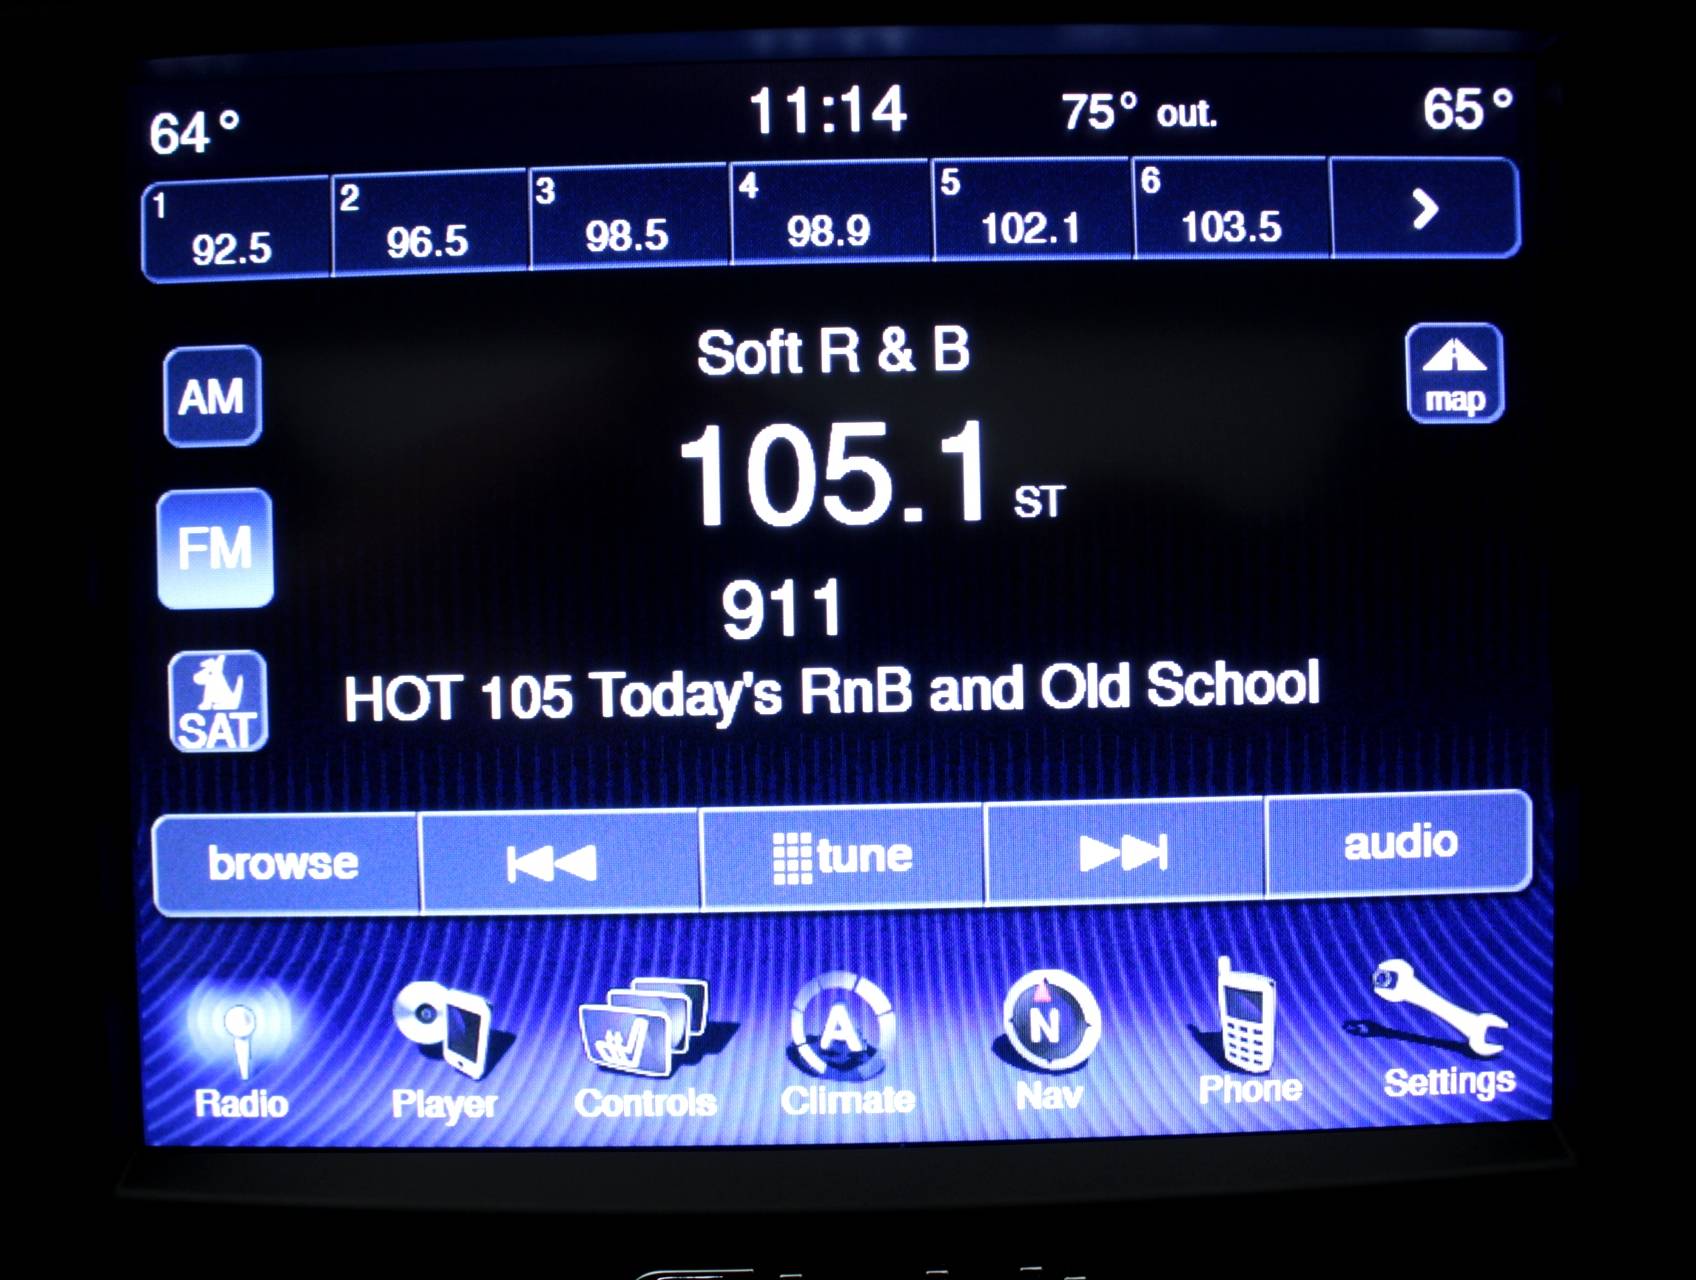 64° 11:14 75° out. 65°
1 2 3 4 5 6
92.5 96.5 98.5 98.9 102.1 103.5
Soft R & B
AM
map
105.1 ST
FM
911
HOT 105 Today's RnB and Old School
SAT
browse tune audio
A N
Radio Player Controls Climate Nav Phone Settings